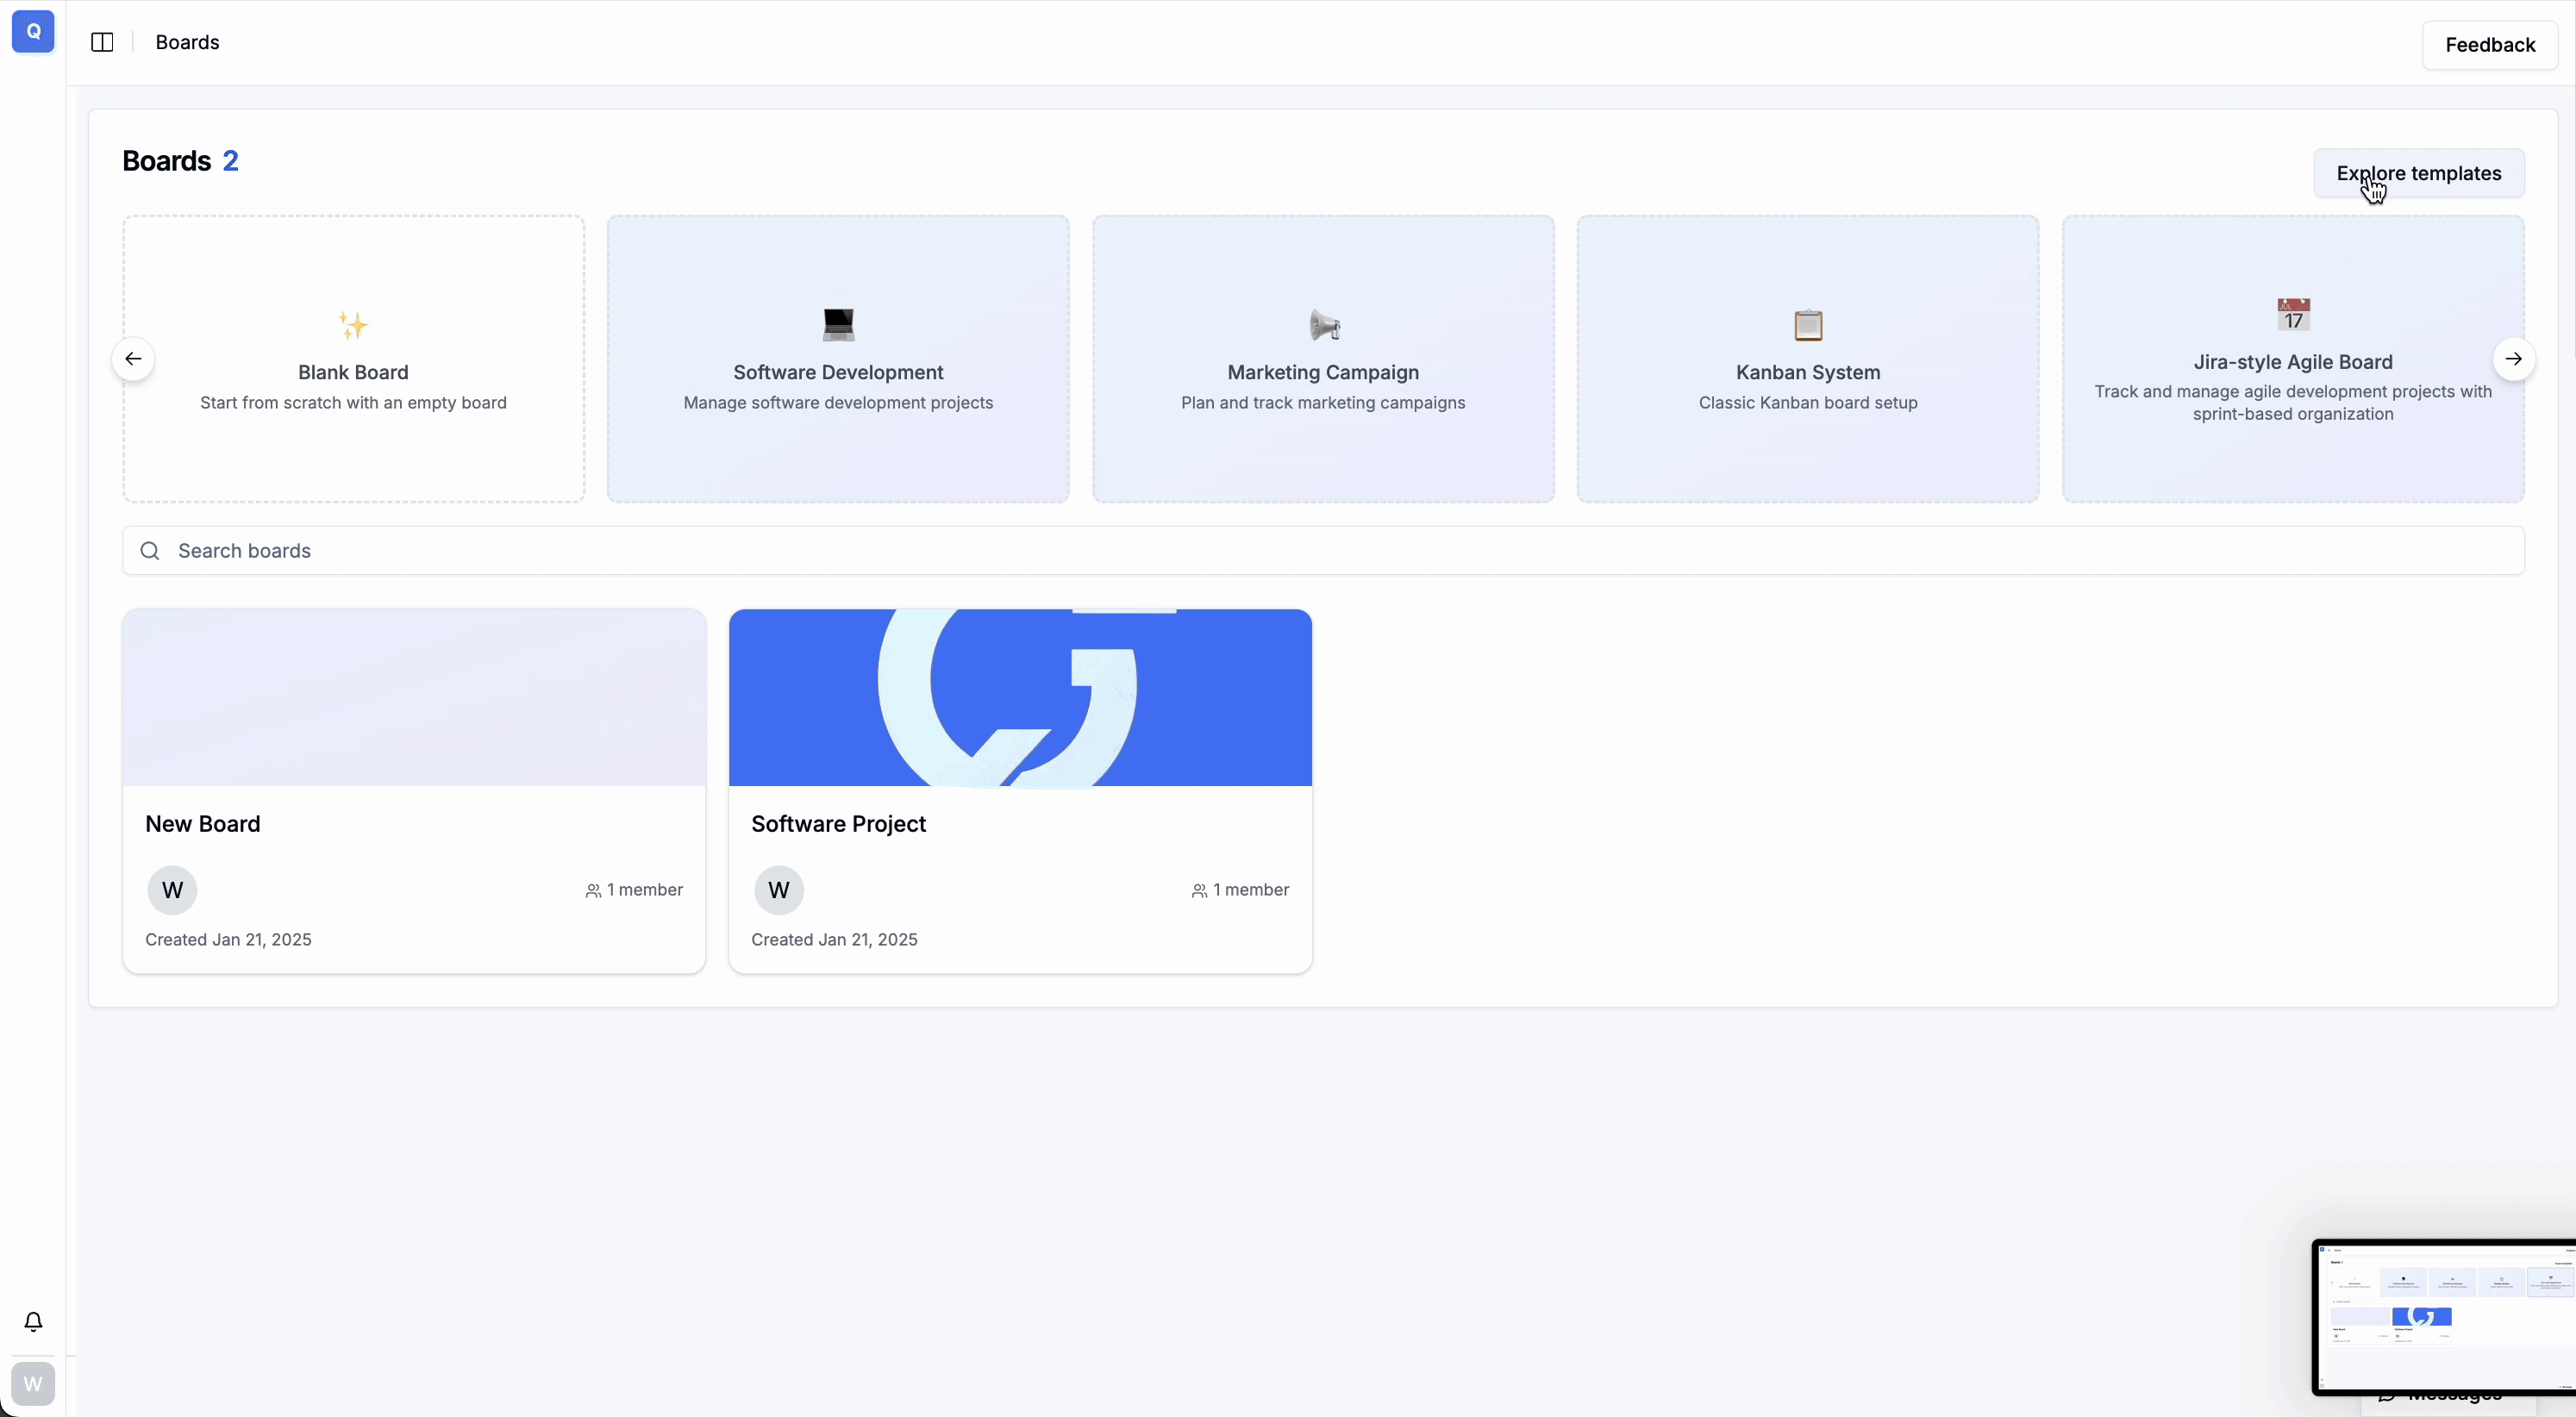 Q
Boards
Feedback
Boards 2
Explore templates
Blank Board
Start from scratch with an empty board
Software Development
Manage software development projects
Marketing Campaign
Plan and track marketing campaigns
Kanban System
Classic Kanban board setup
JUL
17
Jira-style Agile Board
Track and manage agile development projects with
sprint-based organization
Search boards
New Board
W
1 member
Created Jan 21, 2025
Software Project
W
1 member
Created Jan 21, 2025
W
Messages